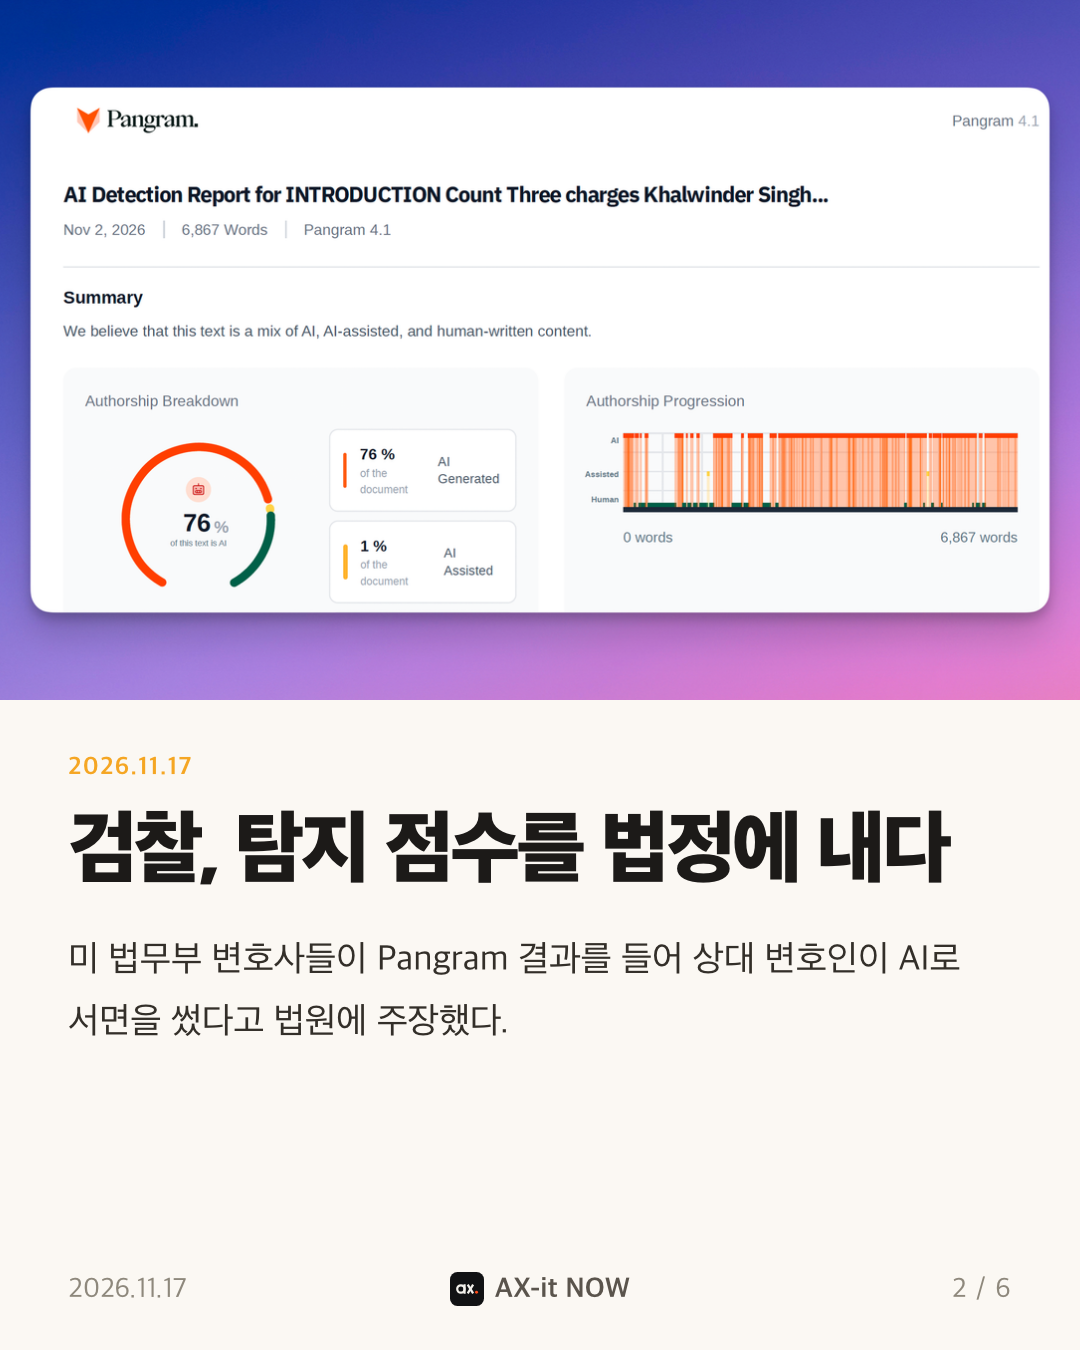 Pangram.
Pangram 4.1
AI Detection Report for INTRODUCTION Count Three charges Khalwinder Singh...
Nov 2, 2026 | 6,867 Words | Pangram 4.1
Summary
We believe that this text is a mix of AI, AI-assisted, and human-written content.
Authorship Breakdown
76 %
of this text is AI
76 %
of the
document
AI
Generated
1 %
of the
document
AI
Assisted
Authorship Progression
AI
Assisted
Human
0 words
6,867 words
2026.11.17
검찰, 탐지 점수를 법정에 내다
미 법무부 변호사들이 Pangram 결과를 들어 상대 변호인이 AI로
서면을 썼다고 법원에 주장했다.
2026.11.17
ax. AX-it NOW
2 / 6